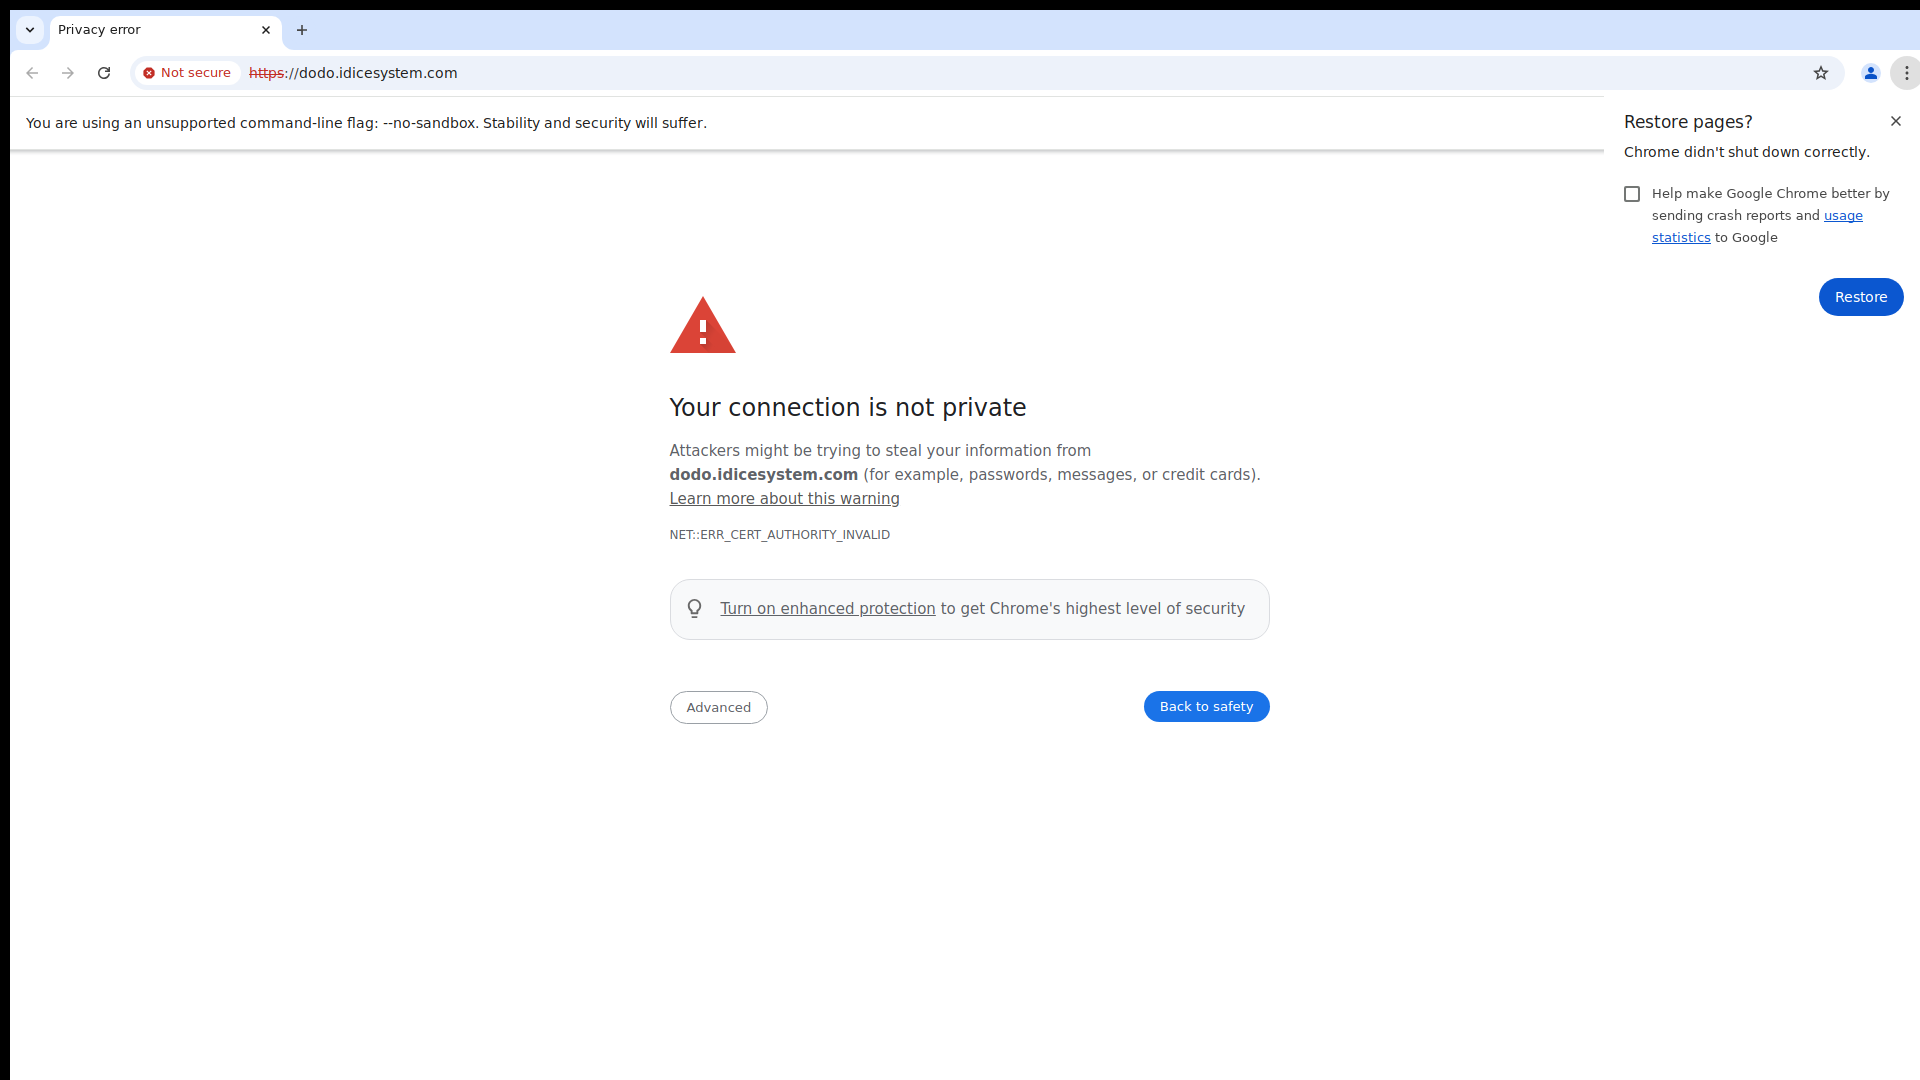 Privacy error
Not secure
https://dodo.idicesystem.com
You are using an unsupported command-line flag: --no-sandbox. Stability and security will suffer.
Restore pages?
Chrome didn't shut down correctly.
Help make Google Chrome better by
sending crash reports and usage
statistics to Google
Restore
Your connection is not private
Attackers might be trying to steal your information from
dodo.idicesystem.com (for example, passwords, messages, or credit cards).
Learn more about this warning
NET::ERR_CERT_AUTHORITY_INVALID
Turn on enhanced protection to get Chrome's highest level of security
Advanced
Back to safety